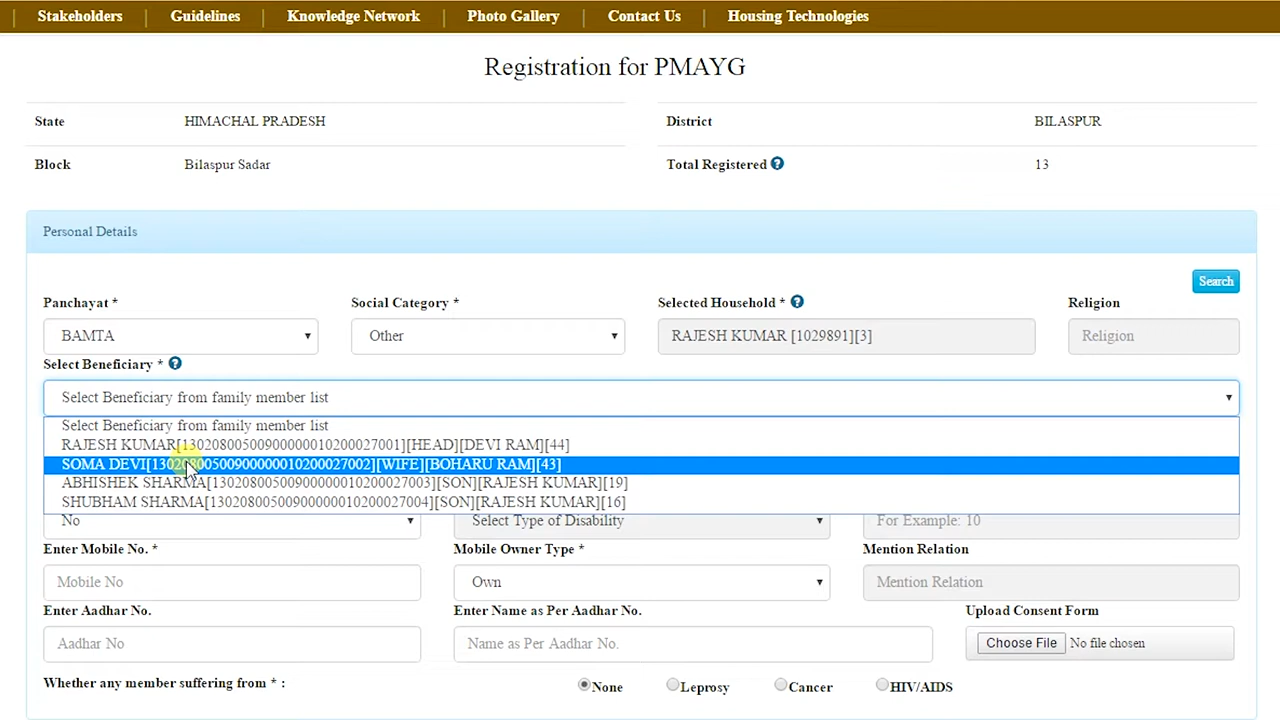 Stakeholders | Guidelines | Knowledge Network | Photo Gallery | Contact Us | Housing Technologies
Registration for PMAYG
State HIMACHAL PRADESH District BILASPUR
Block Bilaspur Sadar Total Registered ? 13
Personal Details
Search
Panchayat * Social Category * Selected Household * ? Religion
BAMTA Other RAJESH KUMAR [1029891][3] Religion
Select Beneficiary * ?
Select Beneficiary from family member list
Select Beneficiary from family member list
RAJESH KUMAR[13020800500900000010200027001][HEAD][DEVI RAM][44]
SOMA DEVI[13020800500900000010200027002][WIFE][BOHARU RAM][43]
ABHISHEK SHARMA[13020800500900000010200027003][SON][RAJESH KUMAR][19]
SHUBHAM SHARMA[13020800500900000010200027004][SON][RAJESH KUMAR][16]
No Select Type of Disability For Example: 10
Enter Mobile No. * Mobile Owner Type * Mention Relation
Mobile No Own Mention Relation
Enter Aadhar No. Enter Name as Per Aadhar No. Upload Consent Form
Aadhar No Name as Per Aadhar No. Choose File No file chosen
Whether any member suffering from * : None Leprosy Cancer HIV/AIDS